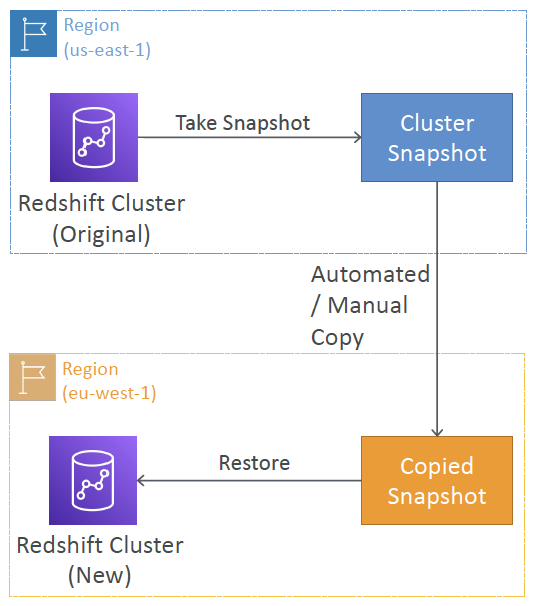 Region
(us-east-1)
Take Snapshot
Cluster
Snapshot
Redshift Cluster
(Original)
Automated
/ Manual
Copy
Region
(eu-west-1)
Restore
Copied
Snapshot
Redshift Cluster
(New)